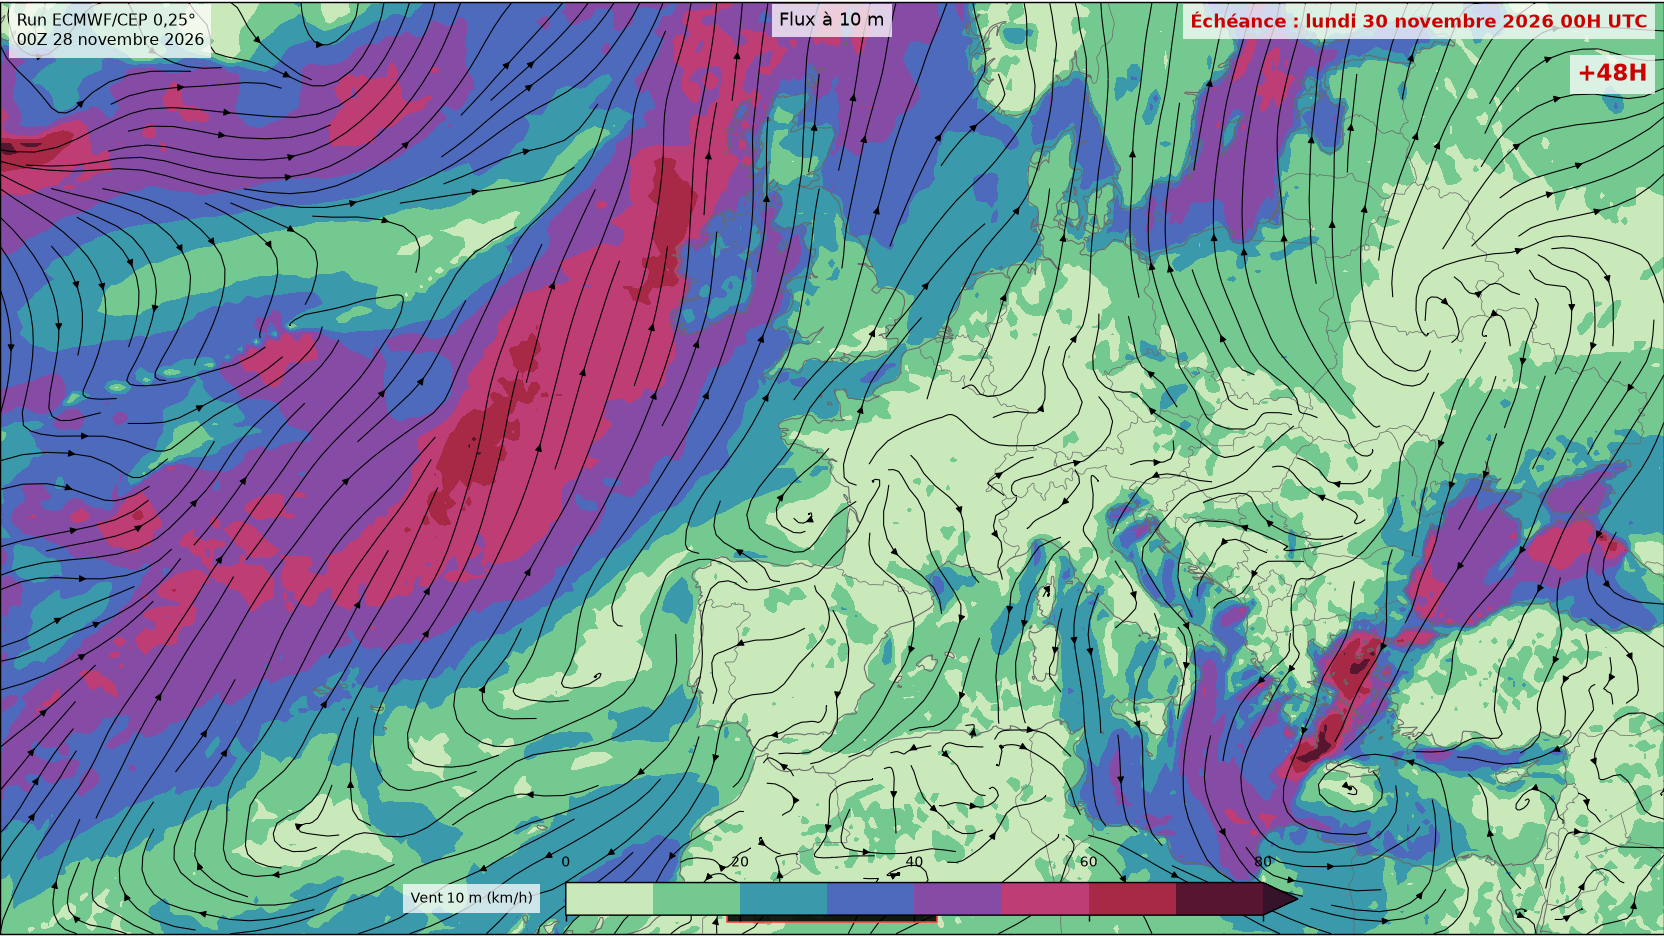 Run ECMWF/CEP 0,25°
00Z 28 novembre 2026
Flux à 10 m
Échéance : lundi 30 novembre 2026 00H UTC
+48H
Vent 10 m (km/h)
0 20 40 60 80